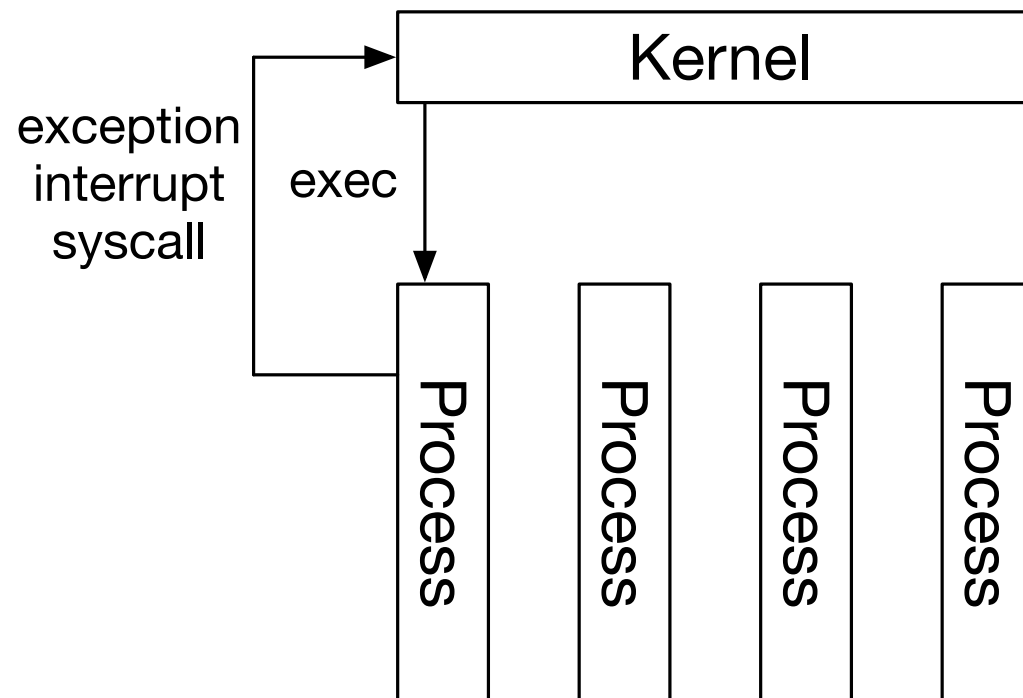 Kernel
exception
interrupt
syscall
exec
Process
Process
Process
Process